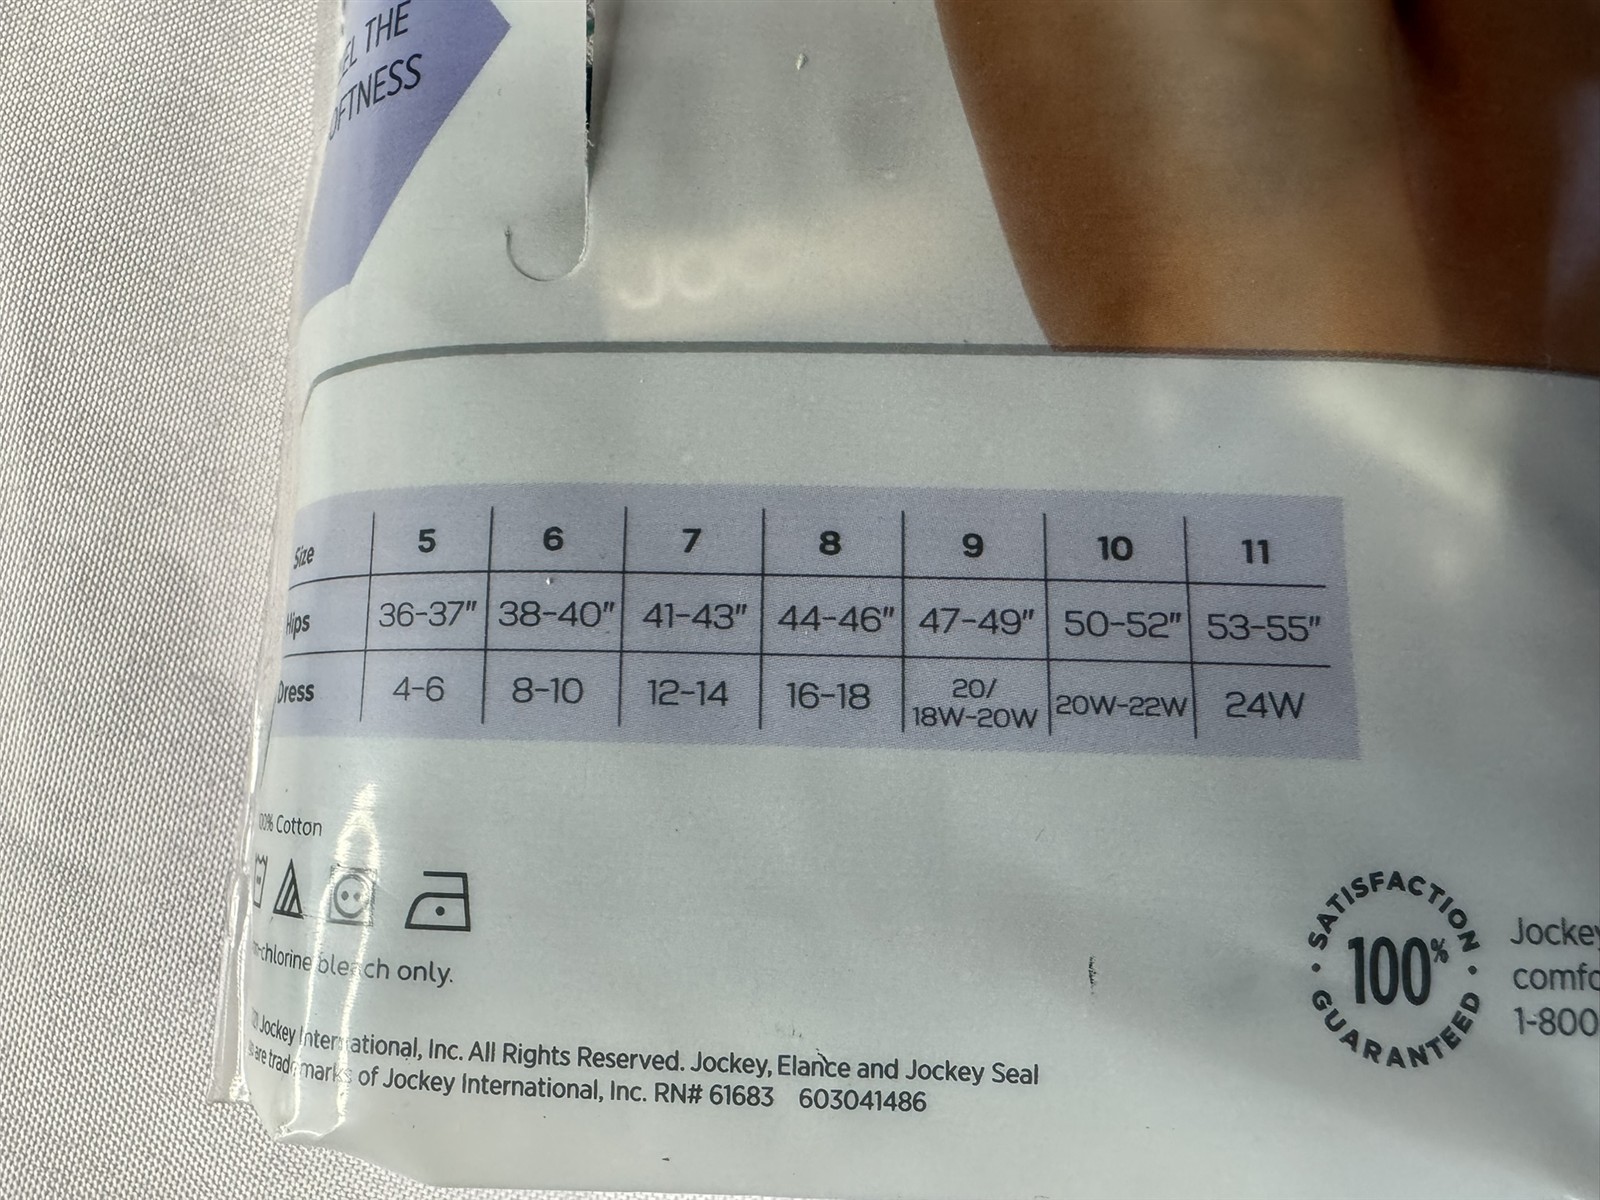 THE
SOFTNESS
Size 5 6 7 8 9 10 11
Hips 36-37" 38-40" 41-43" 44-46" 47-49" 50-52" 53-55"
Dress 4-6 8-10 12-14 16-18 20/ 18W-20W 20W-22W 24W
100% Cotton
-chlorine bleach only.
Jockey International, Inc. All Rights Reserved. Jockey, Elance and Jockey Seal
are trademarks of Jockey International, Inc. RN# 61683 603041486
SATISFACTION
100%
GUARANTEED
Jockey
comfo
1-800